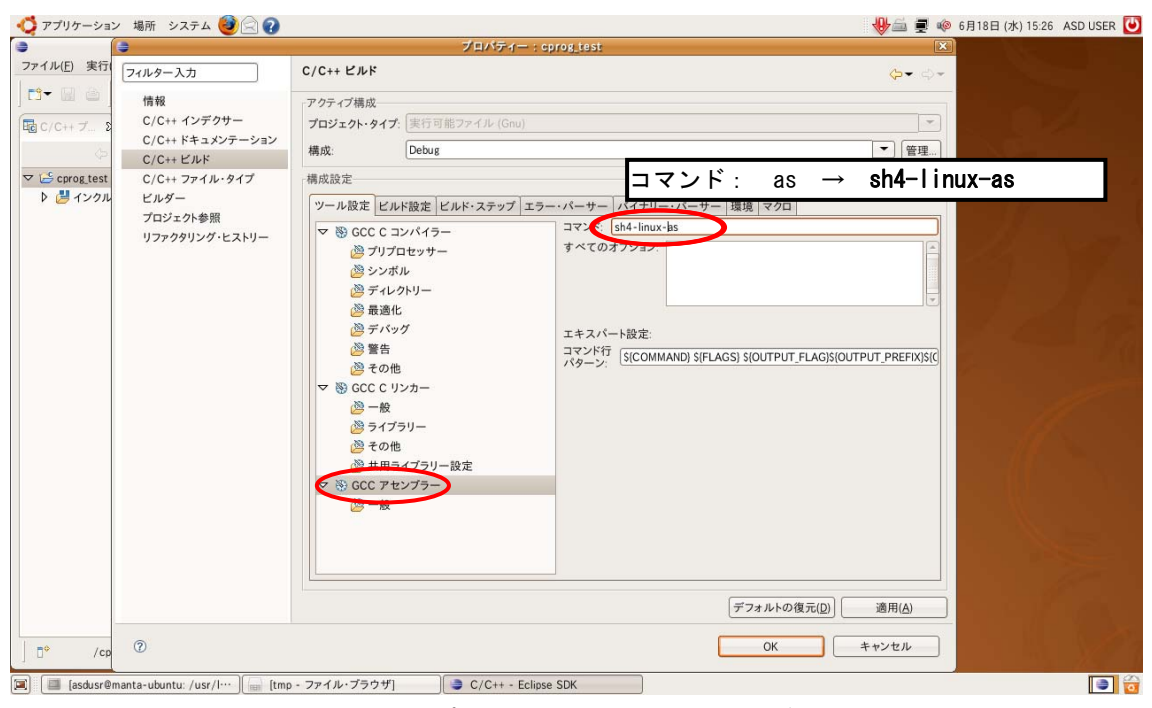 アプリケーション 場所 システム
6月18日 (水) 15:26 ASD USER
プロパティー : cprog_test
ファイル(E) 実行
フィルター入力
C/C++ ビルド
C/C++ プ...
cprog_test
インクル
情報
C/C++ インデクサー
C/C++ ドキュメンテーション
C/C++ ビルド
C/C++ ファイル・タイプ
ビルダー
プロジェクト参照
リファクタリング・ヒストリー
アクティブ構成
プロジェクト・タイプ: 実行可能ファイル (Gnu)
構成: Debug 管理...
コマンド: as → sh4-linux-as
構成設定
ツール設定 ビルド設定 ビルド・ステップ エラー・パーサー バイナリー・パーサー 環境 マクロ
GCC C コンパイラー
プリプロセッサー
シンボル
ディレクトリー
最適化
デバッグ
警告
その他
GCC C リンカー
一般
ライブラリー
その他
共用ライブラリー設定
GCC アセンブラー
一般
コマンド: sh4-linux-as
すべてのオプション:
エキスパート設定:
コマンド行
パターン: ${COMMAND} ${FLAGS} ${OUTPUT_FLAG}${OUTPUT_PREFIX}${O
デフォルトの復元(D) 適用(A)
OK キャンセル
/cp
[asdusr@manta-ubuntu: /usr/l… [tmp - ファイル・ブラウザ] C/C++ - Eclipse SDK